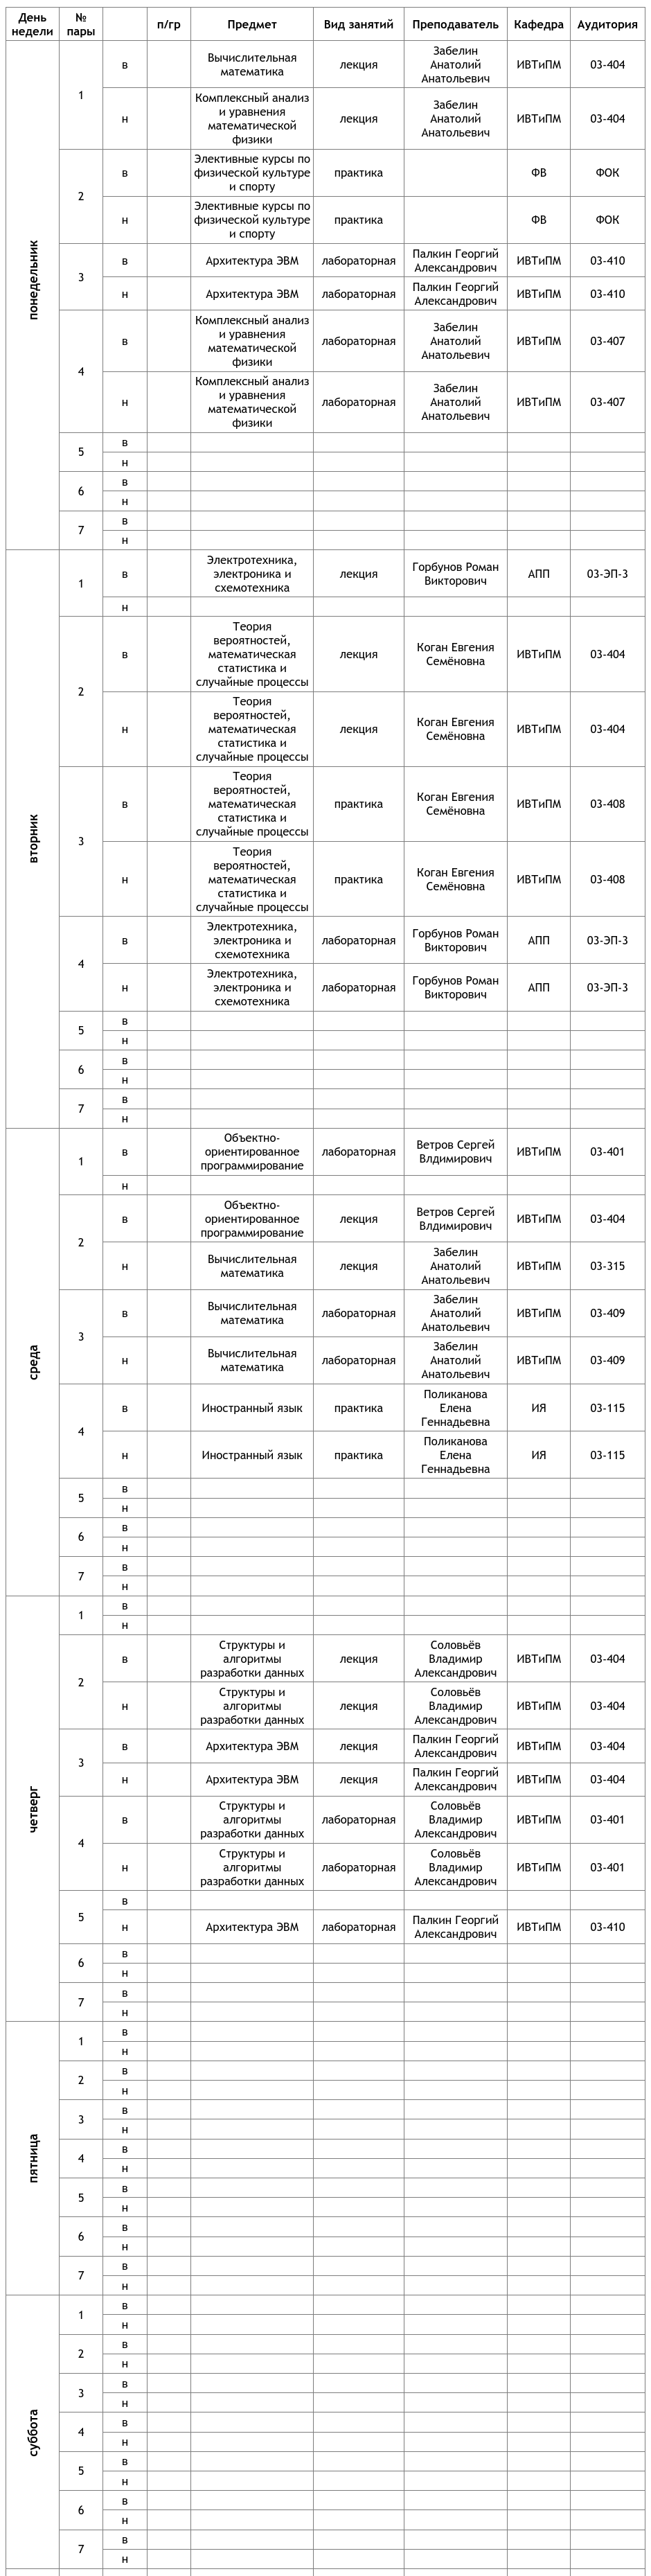 День недели № пары п/гр Предмет Вид занятий Преподаватель Кафедра Аудитория
понедельник
1
в Вычислительная математика лекция Забелин Анатолий Анатольевич ИВТиПМ 03-404
н Комплексный анализ и уравнения математической физики лекция Забелин Анатолий Анатольевич ИВТиПМ 03-404
2
в Элективные курсы по физической культуре и спорту практика ФВ ФОК
н Элективные курсы по физической культуре и спорту практика ФВ ФОК
3
в Архитектура ЭВМ лабораторная Палкин Георгий Александрович ИВТиПМ 03-410
н Архитектура ЭВМ лабораторная Палкин Георгий Александрович ИВТиПМ 03-410
4
в Комплексный анализ и уравнения математической физики лабораторная Забелин Анатолий Анатольевич ИВТиПМ 03-407
н Комплексный анализ и уравнения математической физики лабораторная Забелин Анатолий Анатольевич ИВТиПМ 03-407
5
в
н
6
в
н
7
в
н
вторник
1
в Электротехника, электроника и схемотехника лекция Горбунов Роман Викторович АПП 03-ЭП-3
н
2
в Теория вероятностей, математическая статистика и случайные процессы лекция Коган Евгения Семёновна ИВТиПМ 03-404
н Теория вероятностей, математическая статистика и случайные процессы лекция Коган Евгения Семёновна ИВТиПМ 03-404
3
в Теория вероятностей, математическая статистика и случайные процессы практика Коган Евгения Семёновна ИВТиПМ 03-408
н Теория вероятностей, математическая статистика и случайные процессы практика Коган Евгения Семёновна ИВТиПМ 03-408
4
в Электротехника, электроника и схемотехника лабораторная Горбунов Роман Викторович АПП 03-ЭП-3
н Электротехника, электроника и схемотехника лабораторная Горбунов Роман Викторович АПП 03-ЭП-3
5
в
н
6
в
н
7
в
н
среда
1
в Объектно-ориентированное программирование лабораторная Ветров Сергей Влдимирович ИВТиПМ 03-401
н
2
в Объектно-ориентированное программирование лекция Ветров Сергей Влдимирович ИВТиПМ 03-404
н Вычислительная математика лекция Забелин Анатолий Анатольевич ИВТиПМ 03-315
3
в Вычислительная математика лабораторная Забелин Анатолий Анатольевич ИВТиПМ 03-409
н Вычислительная математика лабораторная Забелин Анатолий Анатольевич ИВТиПМ 03-409
4
в Иностранный язык практика Поликанова Елена Геннадьевна ИЯ 03-115
н Иностранный язык практика Поликанова Елена Геннадьевна ИЯ 03-115
5
в
н
6
в
н
7
в
н
четверг
1
в
н
2
в Структуры и алгоритмы разработки данных лекция Соловьёв Владимир Александрович ИВТиПМ 03-404
н Структуры и алгоритмы разработки данных лекция Соловьёв Владимир Александрович ИВТиПМ 03-404
3
в Архитектура ЭВМ лекция Палкин Георгий Александрович ИВТиПМ 03-404
н Архитектура ЭВМ лекция Палкин Георгий Александрович ИВТиПМ 03-404
4
в Структуры и алгоритмы разработки данных лабораторная Соловьёв Владимир Александрович ИВТиПМ 03-401
н Структуры и алгоритмы разработки данных лабораторная Соловьёв Владимир Александрович ИВТиПМ 03-401
5
в
н Архитектура ЭВМ лабораторная Палкин Георгий Александрович ИВТиПМ 03-410
6
в
н
7
в
н
пятница
1
в
н
2
в
н
3
в
н
4
в
н
5
в
н
6
в
н
7
в
н
суббота
1
в
н
2
в
н
3
в
н
4
в
н
5
в
н
6
в
н
7
в
н